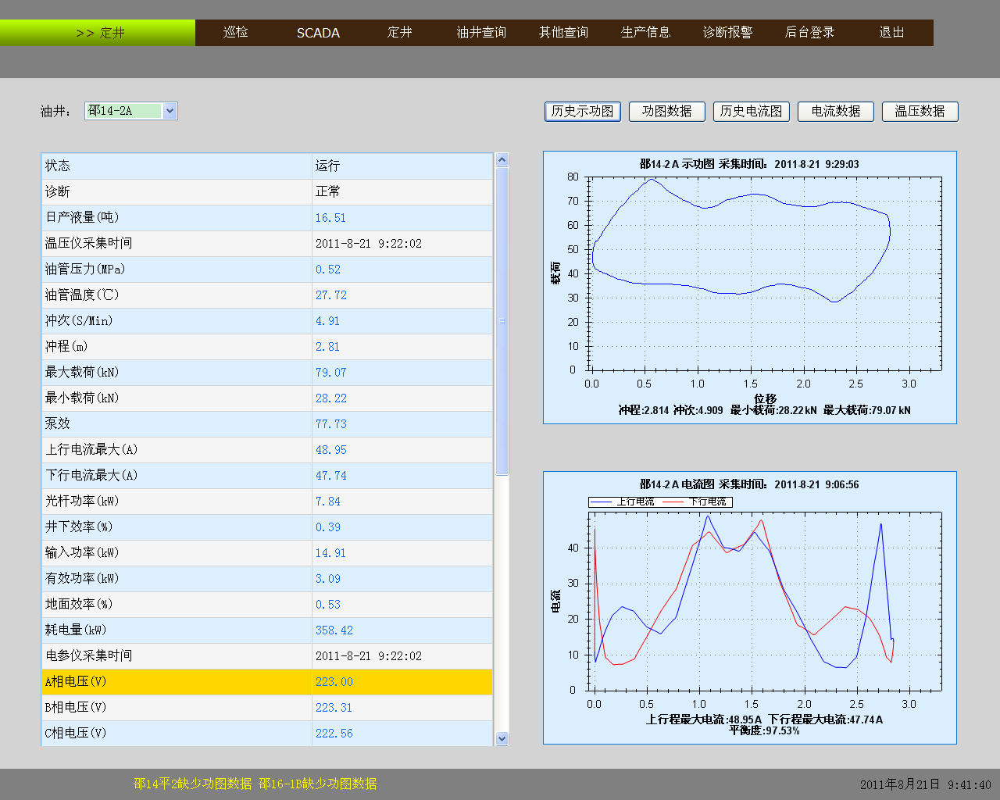 >> 定井 巡检 SCADA 定井 油井查询 其他查询 生产信息 诊断报警 后台登录 退出
油井： 邵14-2A 历史示功图 功图数据 历史电流图 电流数据 温压数据
状态 运行
诊断 正常
日产液量(吨) 16.51
温压仪采集时间 2011-8-21 9:22:02
油管压力(MPa) 0.52
油管温度(℃) 27.72
冲次(S/Min) 4.91
冲程(m) 2.81
最大载荷(kN) 79.07
最小载荷(kN) 28.22
泵效 77.73
上行电流最大(A) 48.95
下行电流最大(A) 47.74
光杆功率(kW) 7.84
井下效率(%) 0.39
输入功率(kW) 14.91
有效功率(kW) 3.09
地面效率(%) 0.53
耗电量(kW) 358.42
电参仪采集时间 2011-8-21 9:22:02
A相电压(V) 223.00
B相电压(V) 223.31
C相电压(V) 222.56
邵14-2A 示功图 采集时间：2011-8-21 9:29:03
80
70
60
50
40
30
20
10
0
载荷
0.0 0.5 1.0 1.5 2.0 2.5 3.0
位移
冲程:2.814 冲次:4.909 最小载荷:28.22kN 最大载荷:79.07 kN
邵14-2A 电流图 采集时间：2011-8-21 9:06:56
上行电流 下行电流
40
30
20
10
0
电流
0.0 0.5 1.0 1.5 2.0 2.5 3.0
上行程最大电流:48.95A 下行程最大电流:47.74A
平衡度:97.53%
邵14平2缺少功图数据 邵16-1B缺少功图数据 2011年8月21日 9:41:40